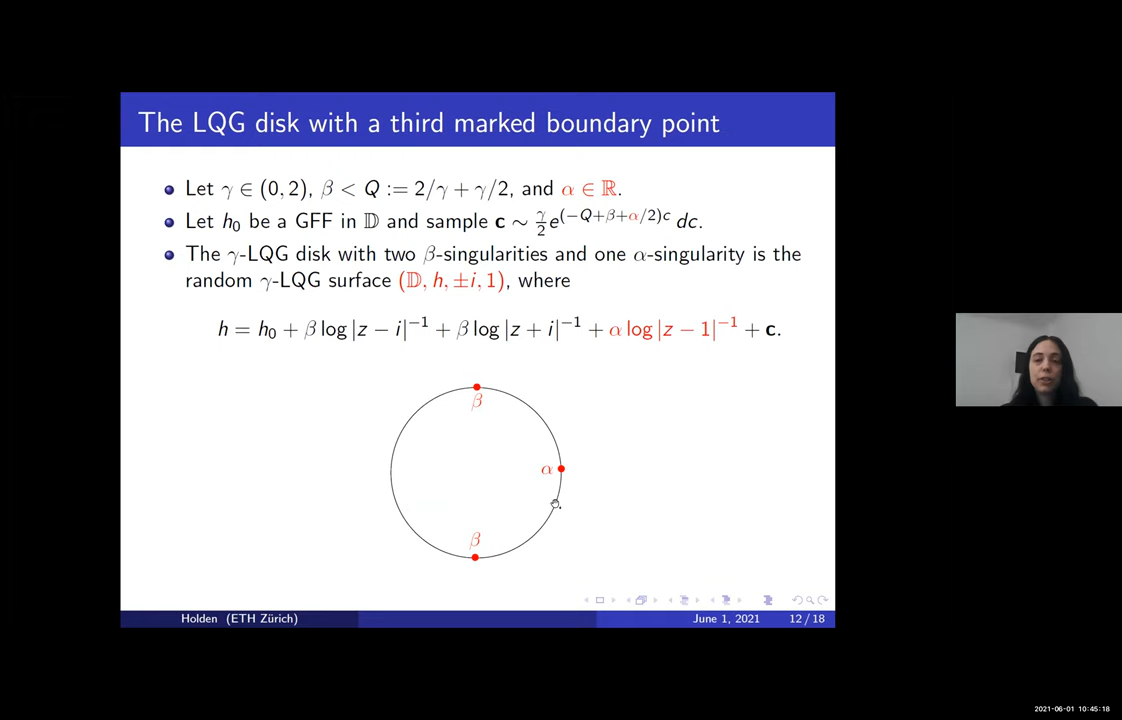 The LQG disk with a third marked boundary point
Let γ ∈ (0, 2), β < Q := 2/γ + γ/2, and α ∈ ℝ.
Let h₀ be a GFF in 𝔻 and sample c ∼ γ/2 e^{(−Q+β+α/2)c} dc.
The γ-LQG disk with two β-singularities and one α-singularity is the
random γ-LQG surface (𝔻, h, ±i, 1), where
h = h₀ + β log |z − i|⁻¹ + β log |z + i|⁻¹ + α log |z − 1|⁻¹ + c.
β
α
β
Holden (ETH Zürich) June 1, 2021 12 / 18
2021-06-01 10:45:18